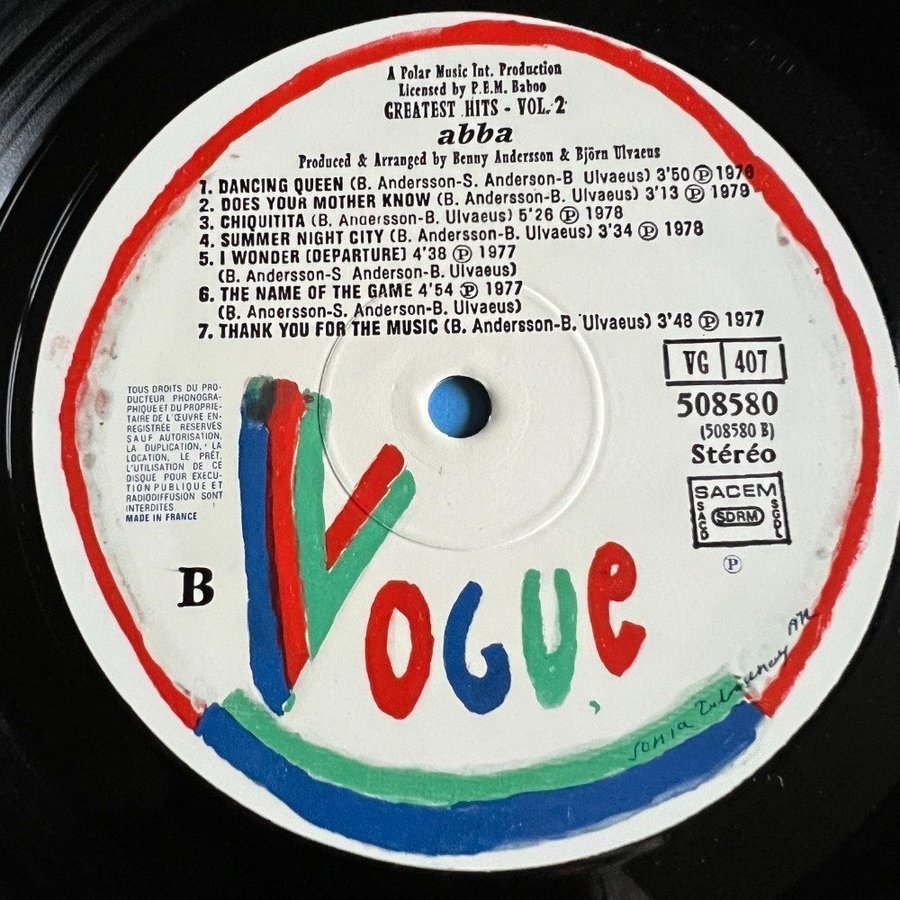 A Polar Music Int. Production
Licensed by P.E.M. Baboo
GREATEST HITS - VOL. 2
abba
Produced & Arranged by Benny Andersson & Björn Ulvaeus
1. DANCING QUEEN (B. Andersson-S. Anderson-B Ulvaeus) 3'50 Ⓟ 1976
2. DOES YOUR MOTHER KNOW (B. Andersson-B. Ulvaeus) 3'13 Ⓟ 1979
3. CHIQUITITA (B. Andersson-B. Ulvaeus) 5'26 Ⓟ 1978
4. SUMMER NIGHT CITY (B. Andersson-B. Ulvaeus) 3'34 Ⓟ 1978
5. I WONDER (DEPARTURE) 4'38 Ⓟ 1977
(B. Andersson-S Anderson-B. Ulvaeus)
6. THE NAME OF THE GAME 4'54 Ⓟ 1977
(B. Andersson-S. Anderson-B. Ulvaeus)
7. THANK YOU FOR THE MUSIC (B. Andersson-B. Ulvaeus) 3'48 Ⓟ 1977
VG 407
508580
(508580 B)
Stéréo
SACEM
SACD SDRM SGDL
Ⓟ
TOUS DROITS DU PRO-
DUCTEUR PHONOGRA-
PHIQUE ET DU PROPRIE-
TAIRE DE L'ŒUVRE EN-
REGISTREE RESERVES
SAUF AUTORISATION,
LA DUPLICATION, LA
LOCATION, LE PRÊT,
L'UTILISATION DE CE
DISQUE POUR EXECU-
TION PUBLIQUE ET
RADIODIFFUSION SONT
INTERDITES.
MADE IN FRANCE
B
VOGUE
Sonia Delaunay